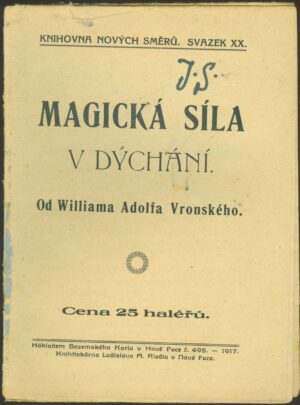 KNIHOVNA NOVÝCH SMĚRŮ. SVAZEK XX.
J. S.
MAGICKÁ SÍLA
V DÝCHÁNÍ.
Od Williama Adolfa Vronského.
Cena 25 haléřů.
Nákladem Sezemského Karla v Nové Pace č. 495. — 1917.
Knihtiskárna Ladislava A. Riedla v Nové Pace.